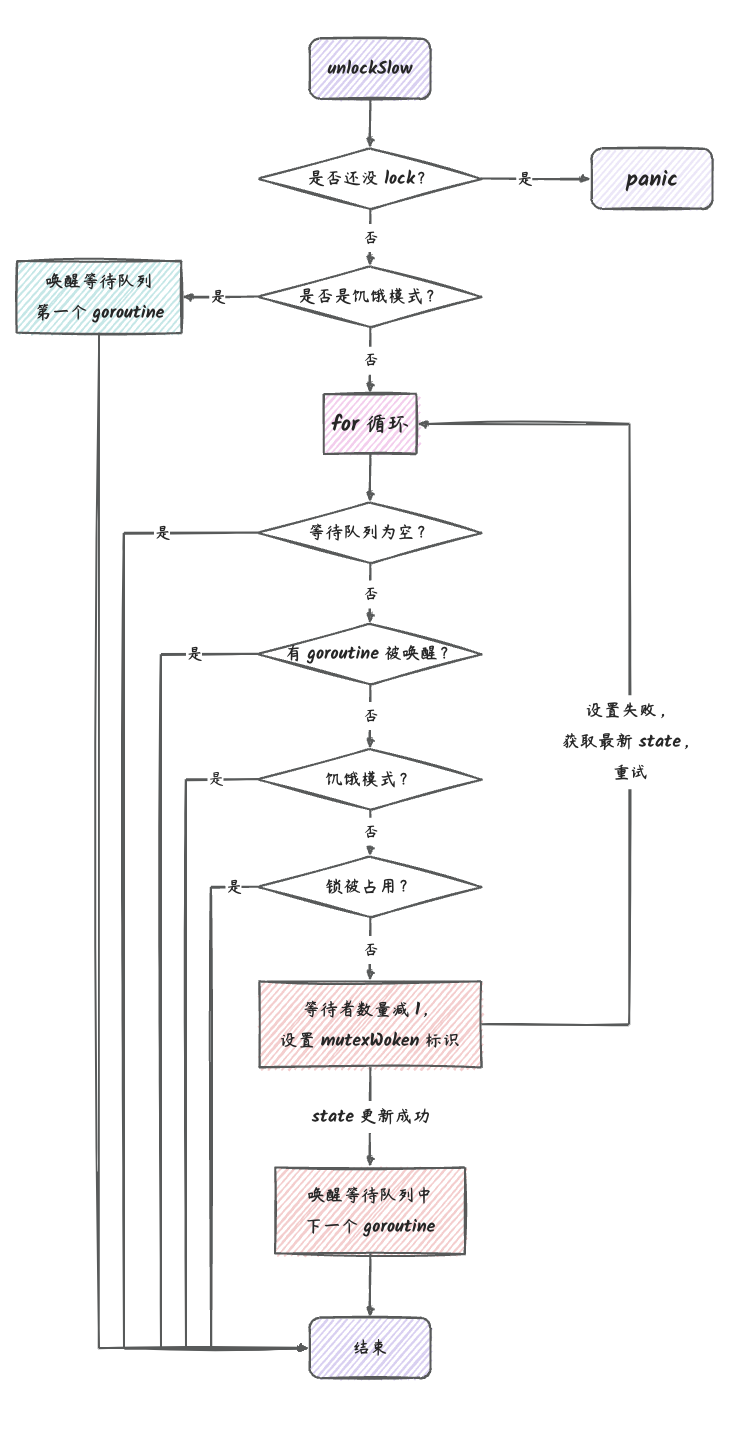 unlockSlow
是否还没 lock？
是
panic
否
唤醒等待队列
第一个 goroutine
是
是否是饥饿模式？
否
for 循环
是
等待队列为空？
否
是
有 goroutine 被唤醒？
否
设置失败，
获取最新 state，
重试
是
饥饿模式？
否
是
锁被占用？
否
等待者数量减 1，
设置 mutexWoken 标识
state 更新成功
唤醒等待队列中
下一个 goroutine
结束